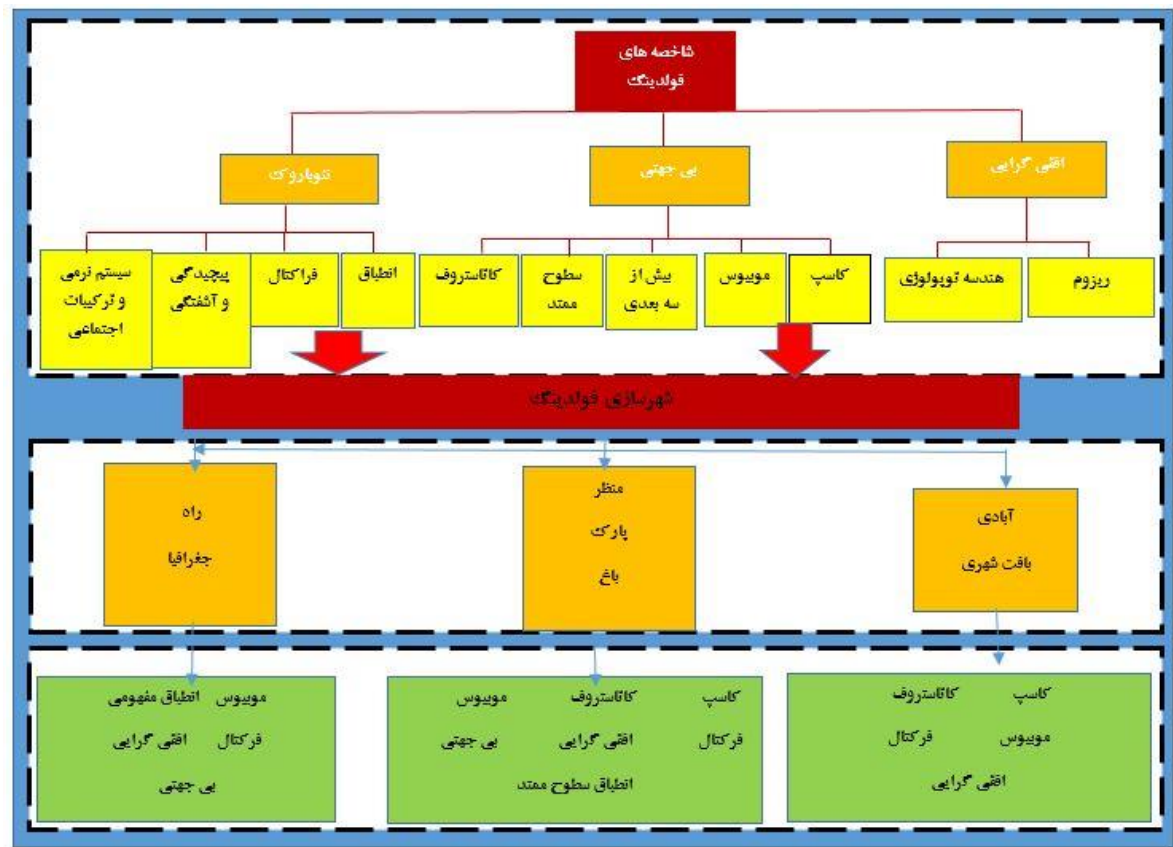 شاخصه های
فولدینگ
افقی گرایی
بی جهتی
نئوباروک
ریزوم
هندسه توپولوژی
کاسپ
موبیوس
بیش از
سه بعدی
سطوح
ممتد
کاتاستروف
انطباق
فراکتال
پیچیدگی
و آشفتگی
سیستم نرمی
و ترکیبات
اجتماعی
شهرسازی فولدینگ
آبادی
بافت شهری
منظر
پارک
باغ
راه
جغرافیا
کاسپ کاتاستروف
موبیوس فرکتال
افقی گرایی
کاسپ کاتاستروف موبیوس
فرکتال افقی گرایی بی جهتی
انطباق سطوح ممتد
موبیوس انطباق مفهومی
فرکتال افقی گرایی
بی جهتی